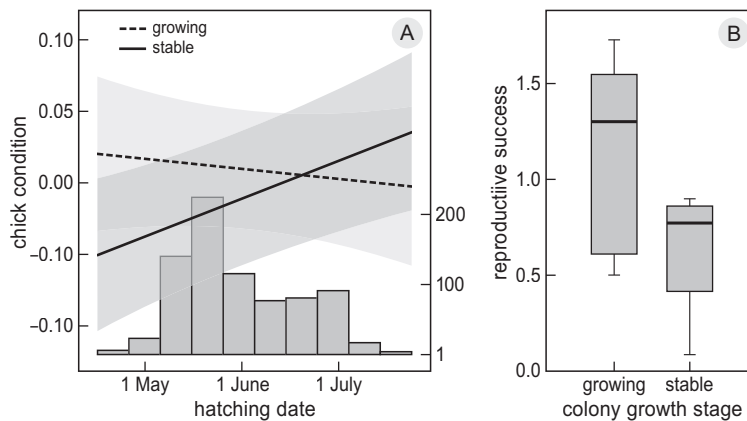 growing
stable
A
0.10
0.05
0.00
–0.10
–0.10
chick condition
200
100
1
1 May
1 June
1 July
hatching date
B
1.5
1.0
0.5
0.0
reproductiive success
growing
stable
colony growth stage